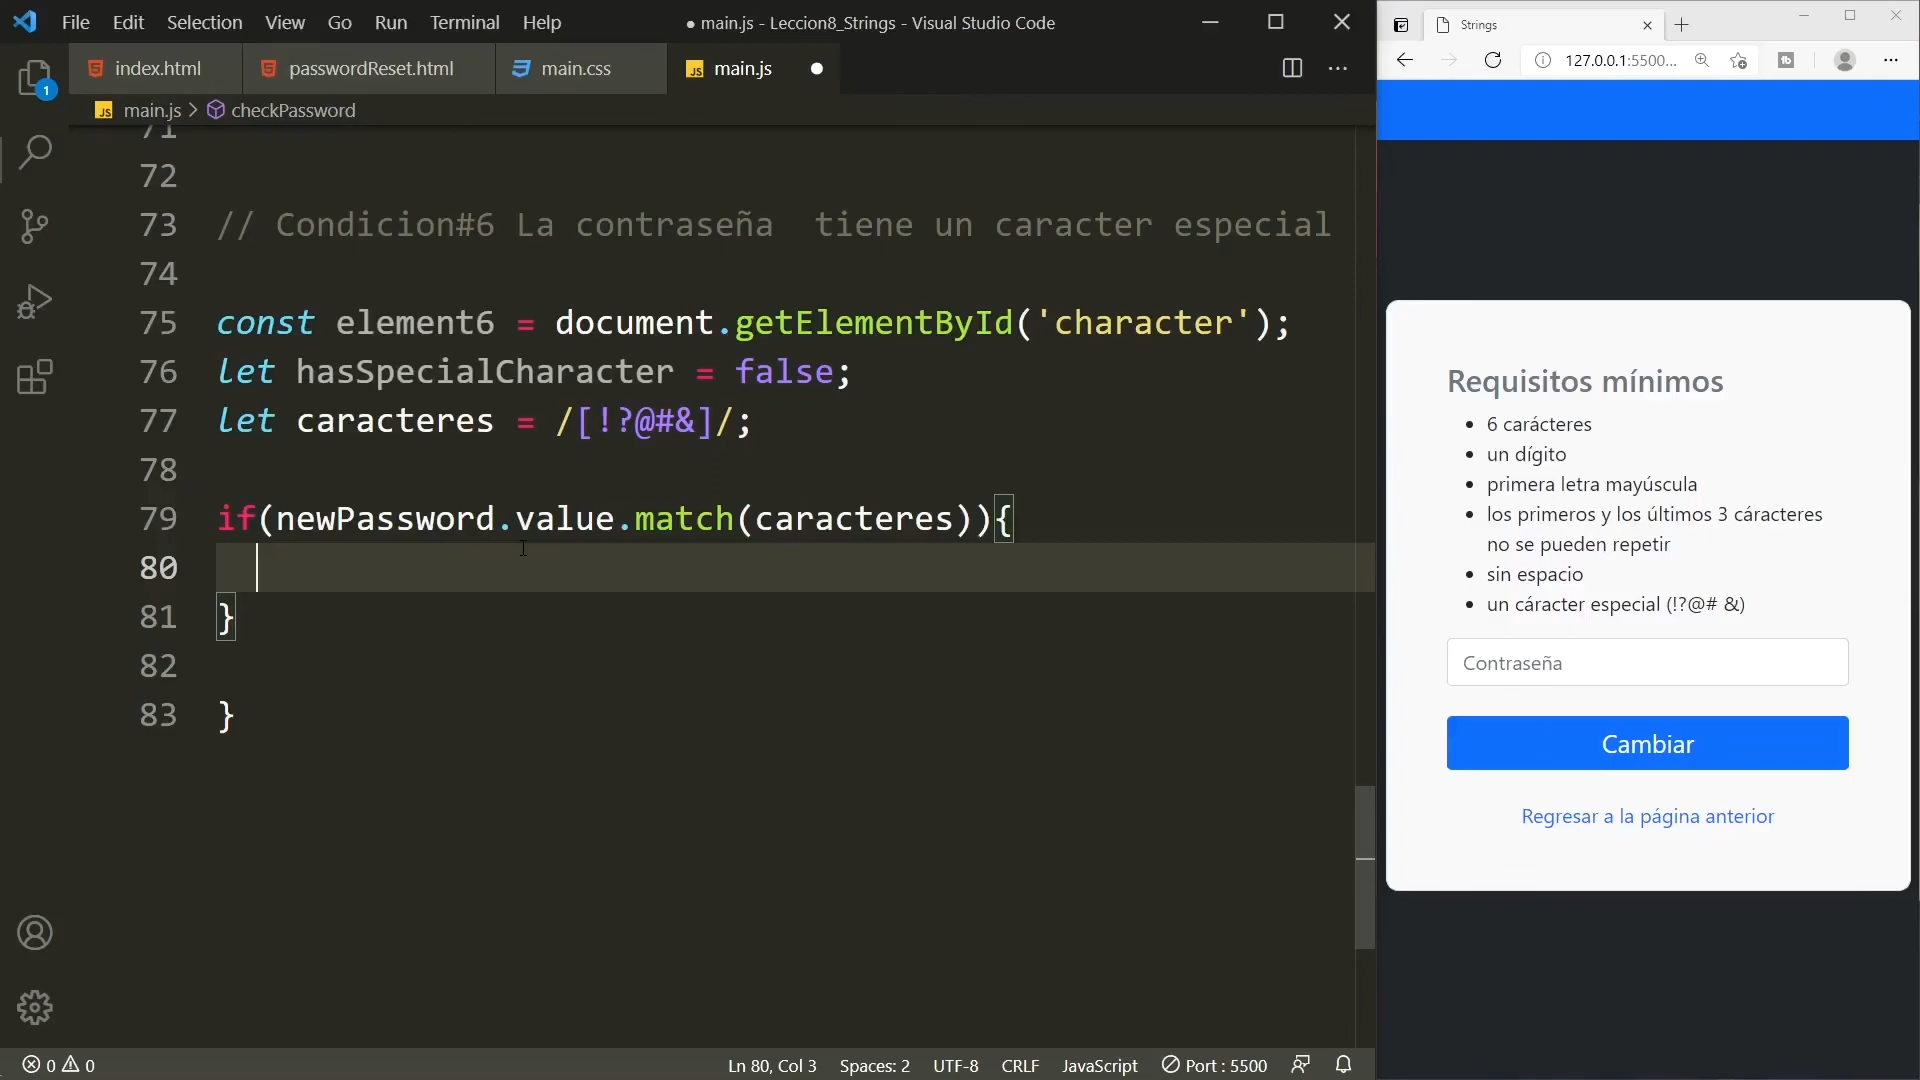 File Edit Selection View Go Run Terminal Help
● main.js - Leccion8_Strings - Visual Studio Code
index.html passwordReset.html main.css main.js
main.js > checkPassword
71
72
73 // Condicion#6 La contraseña  tiene un caracter especial
74
75 const element6 = document.getElementById('character');
76 let hasSpecialCharacter = false;
77 let caracteres = /[!?@#&]/;
78
79 if(newPassword.value.match(caracteres)){
80
81 }
82
83 }
1
0 0 Ln 80, Col 3 Spaces: 2 UTF-8 CRLF JavaScript Port : 5500
Strings
127.0.0.1:5500...
Requisitos mínimos
• 6 carácteres
• un dígito
• primera letra mayúscula
• los primeros y los últimos 3 cáracteres
no se pueden repetir
• sin espacio
• un cáracter especial (!?@# &)
Contraseña
Cambiar
Regresar a la página anterior